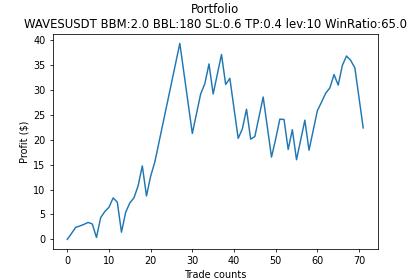 Portfolio
WAVESUSDT BBM:2.0 BBL:180 SL:0.6 TP:0.4 lev:10 WinRatio:65.0
Profit ($)
40
35
30
25
20
15
10
5
0
0 10 20 30 40 50 60 70
Trade counts